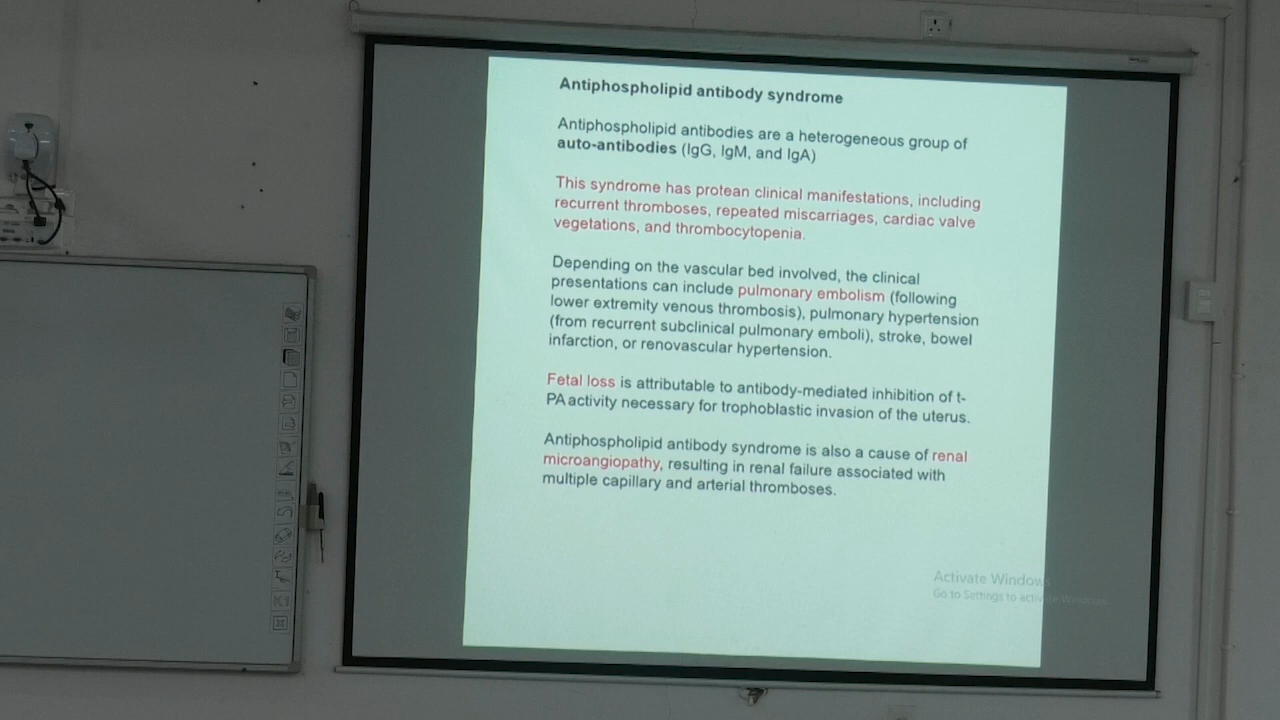 Antiphospholipid antibody syndrome
Antiphospholipid antibodies are a heterogeneous group of
auto-antibodies (IgG, IgM, and IgA)
This syndrome has protean clinical manifestations, including
recurrent thromboses, repeated miscarriages, cardiac valve
vegetations, and thrombocytopenia.
Depending on the vascular bed involved, the clinical
presentations can include pulmonary embolism (following
lower extremity venous thrombosis), pulmonary hypertension
(from recurrent subclinical pulmonary emboli), stroke, bowel
infarction, or renovascular hypertension.
Fetal loss is attributable to antibody-mediated inhibition of t-
PA activity necessary for trophoblastic invasion of the uterus.
Antiphospholipid antibody syndrome is also a cause of renal
microangiopathy, resulting in renal failure associated with
multiple capillary and arterial thromboses.
Activate Windows
Go to Settings to activate Windows.